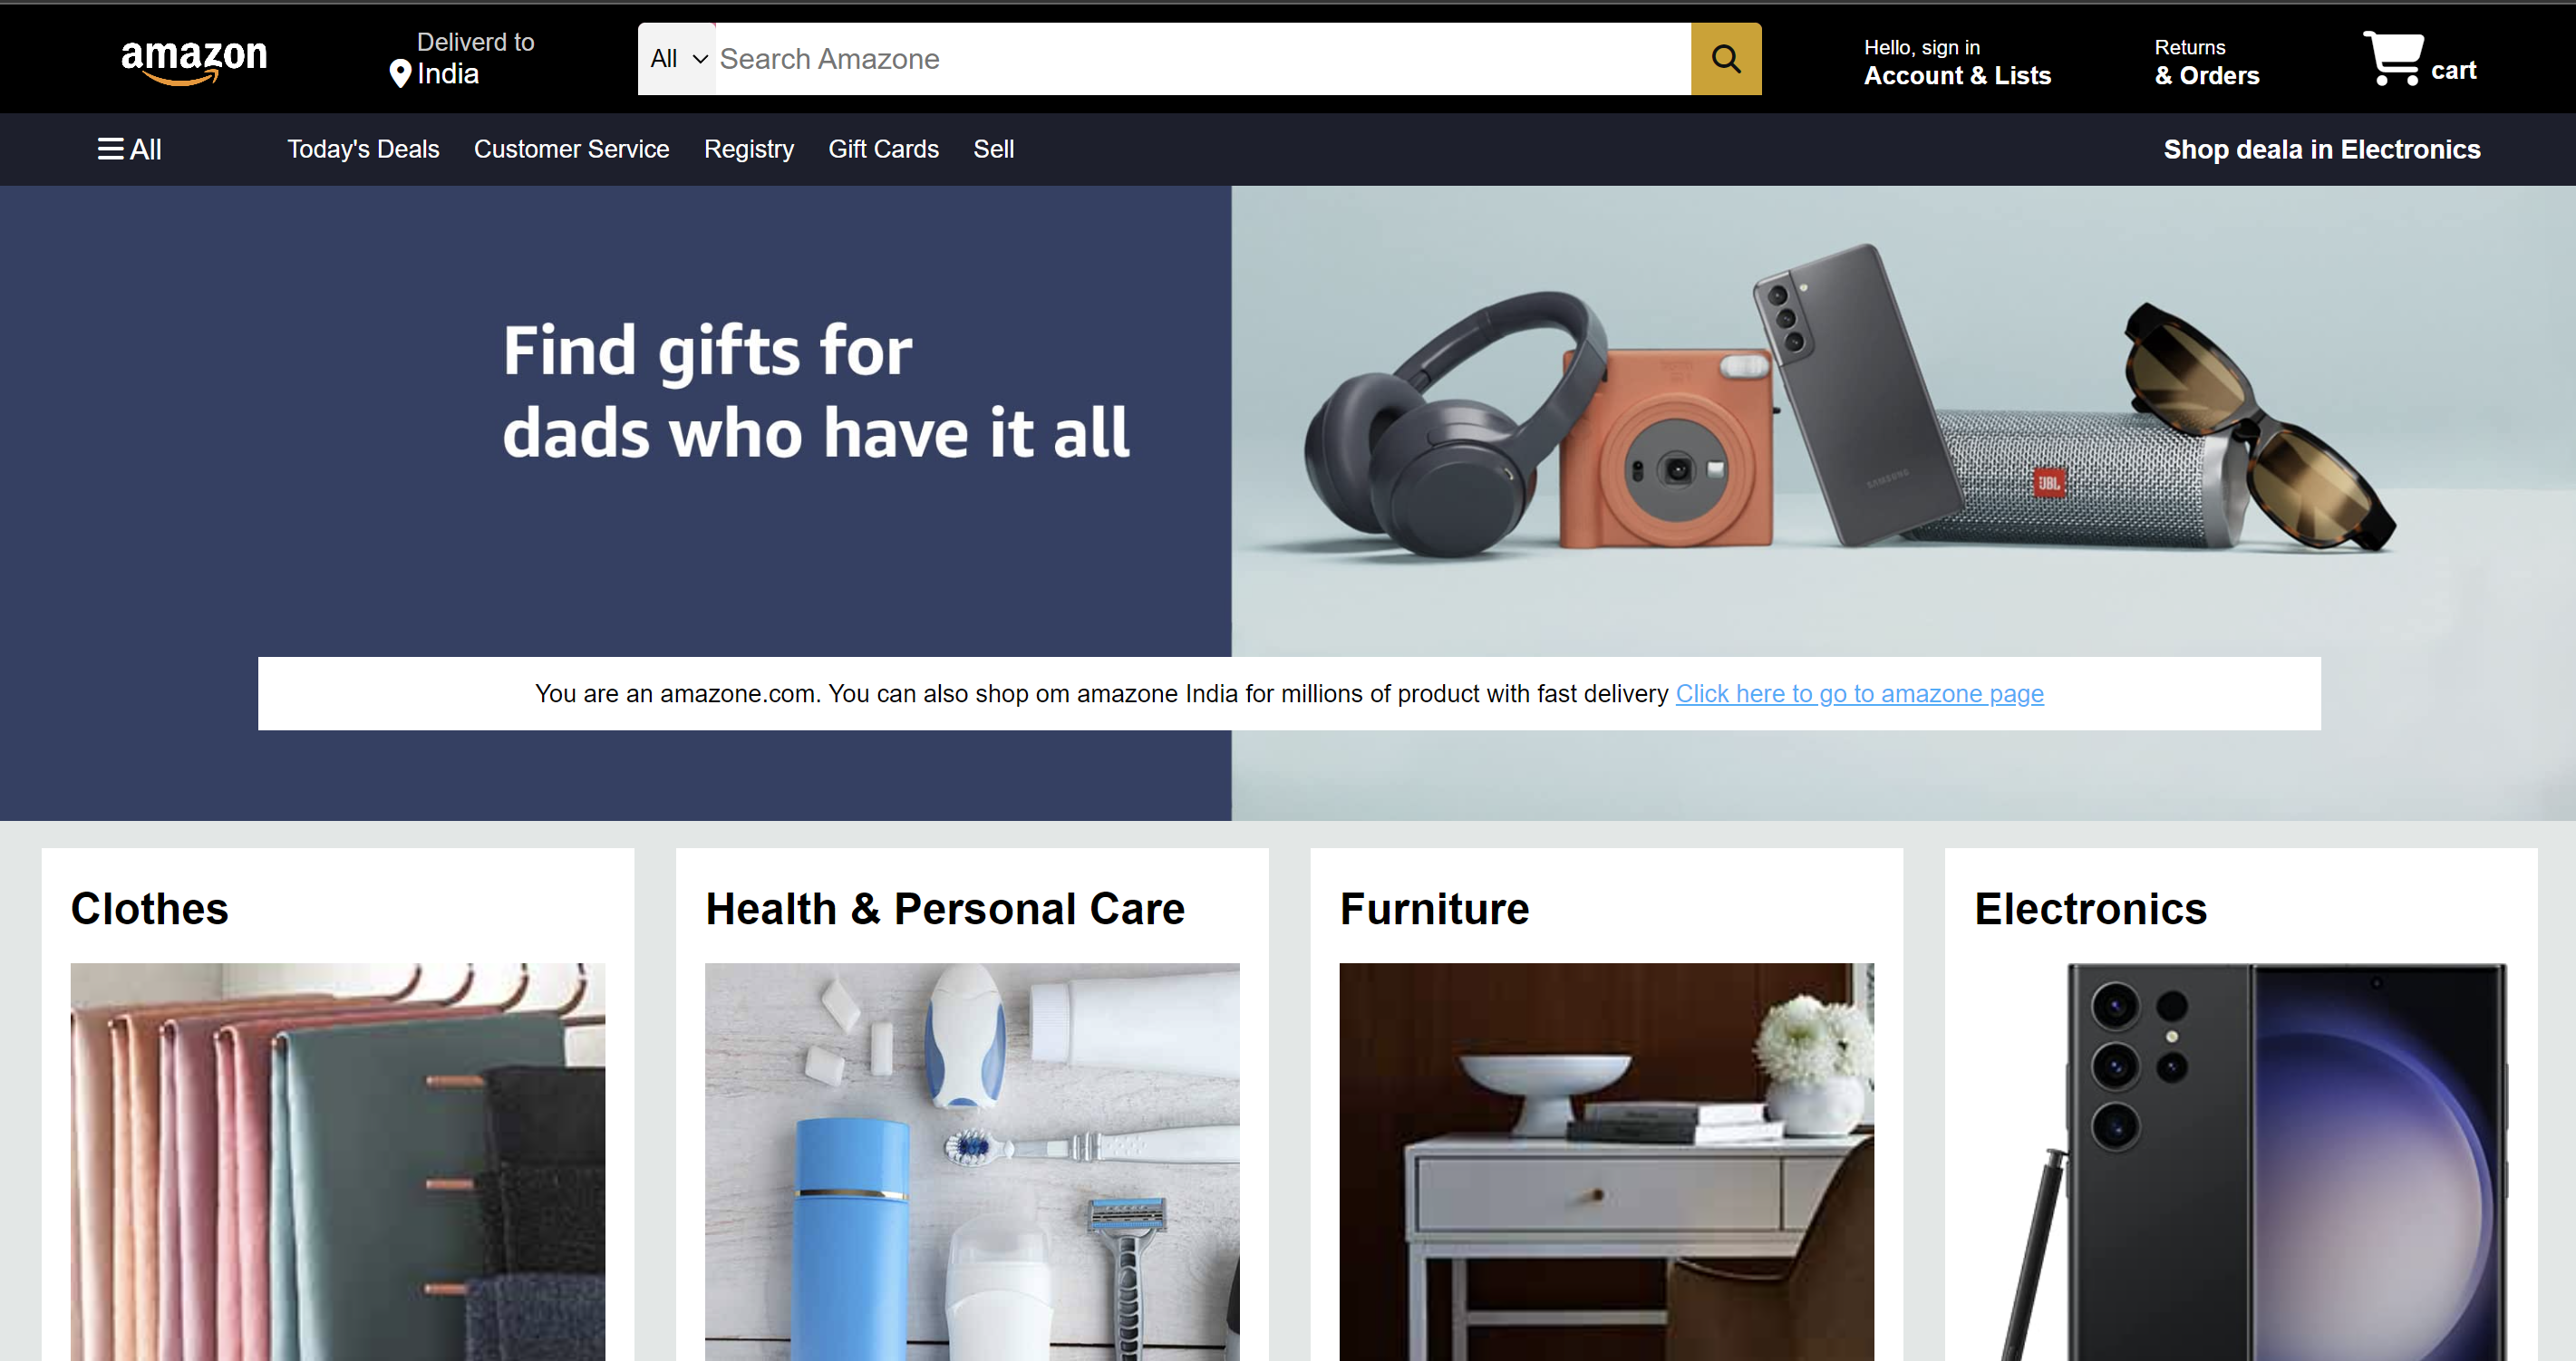 amazon
Deliverd to
India
All
Search Amazone
Hello, sign in
Account & Lists
Returns
& Orders
cart
All
Today's Deals
Customer Service
Registry
Gift Cards
Sell
Shop deala in Electronics
Find gifts for
dads who have it all
SAMSUNG
JBL
You are an amazone.com. You can also shop om amazone India for millions of product with fast delivery Click here to go to amazone page
Clothes
Health & Personal Care
Furniture
Electronics